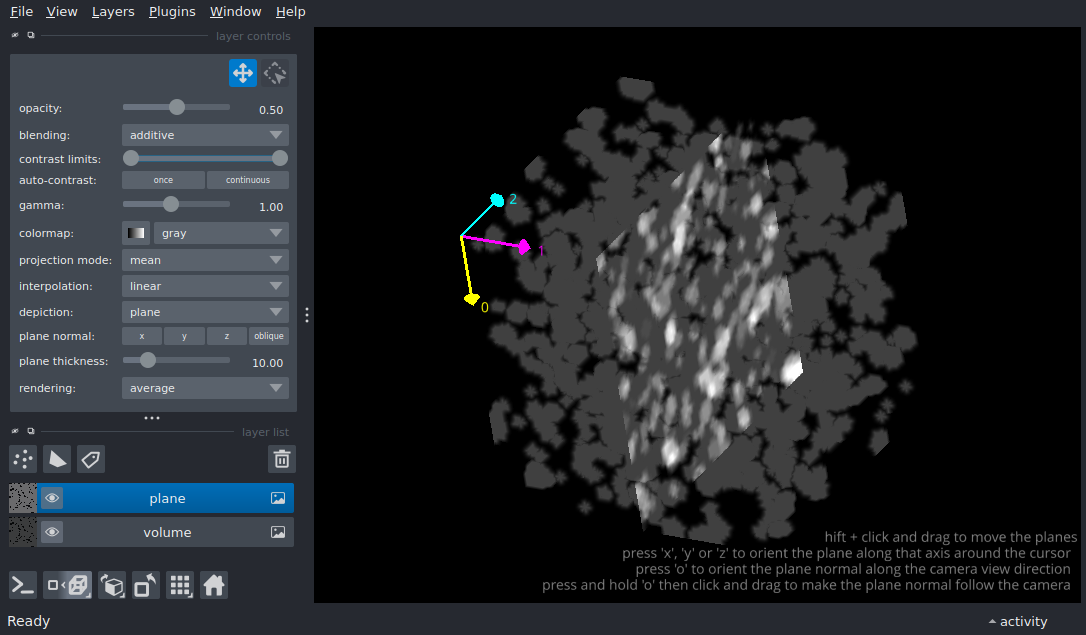 File View Layers Plugins Window Help
layer controls
opacity: 0.50
blending: additive
contrast limits:
auto-contrast: once continuous
gamma: 1.00
colormap: gray
projection mode: mean
interpolation: linear
depiction: plane
plane normal: x y z oblique
plane thickness: 10.00
rendering: average
layer list
plane
volume
2
1
0
hift + click and drag to move the planes
press 'x', 'y' or 'z' to orient the plane along that axis around the cursor
press 'o' to orient the plane normal along the camera view direction
press and hold 'o' then click and drag to make the plane normal follow the camera
Ready activity